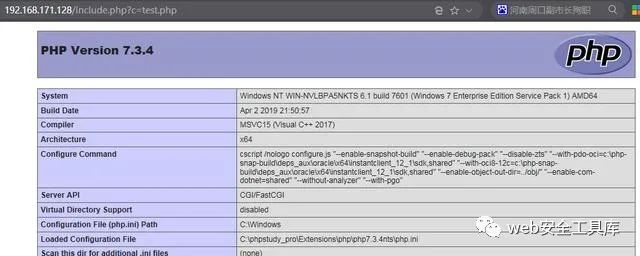 192.168.171.128/include.php?c=test.php
河南周口副市长殉职
PHP Version 7.3.4
php
System Windows NT WIN-NVLBPA5NKTS 6.1 build 7601 (Windows 7 Enterprise Edition Service Pack 1) AMD64
Build Date Apr 2 2019 21:50:57
Compiler MSVC15 (Visual C++ 2017)
Architecture x64
Configure Command cscript /nologo configure.js "--enable-snapshot-build" "--enable-debug-pack" "--disable-zts" "--with-pdo-oci=c:\php-
snap-build\deps_aux\oracle\x64\instantclient_12_1\sdk,shared" "--with-oci8-12c=c:\php-snap-
build\deps_aux\oracle\x64\instantclient_12_1\sdk,shared" "--enable-object-out-dir=../obj/" "--enable-com-
dotnet=shared" "--without-analyzer" "--with-pgo"
Server API CGI/FastCGI
Virtual Directory Support disabled
Configuration File (php.ini) Path C:\Windows
Loaded Configuration File C:\phpstudy_pro\Extensions\php\php7.3.4nts\php.ini
Scan this dir for additional .ini files (none)
web安全工具库